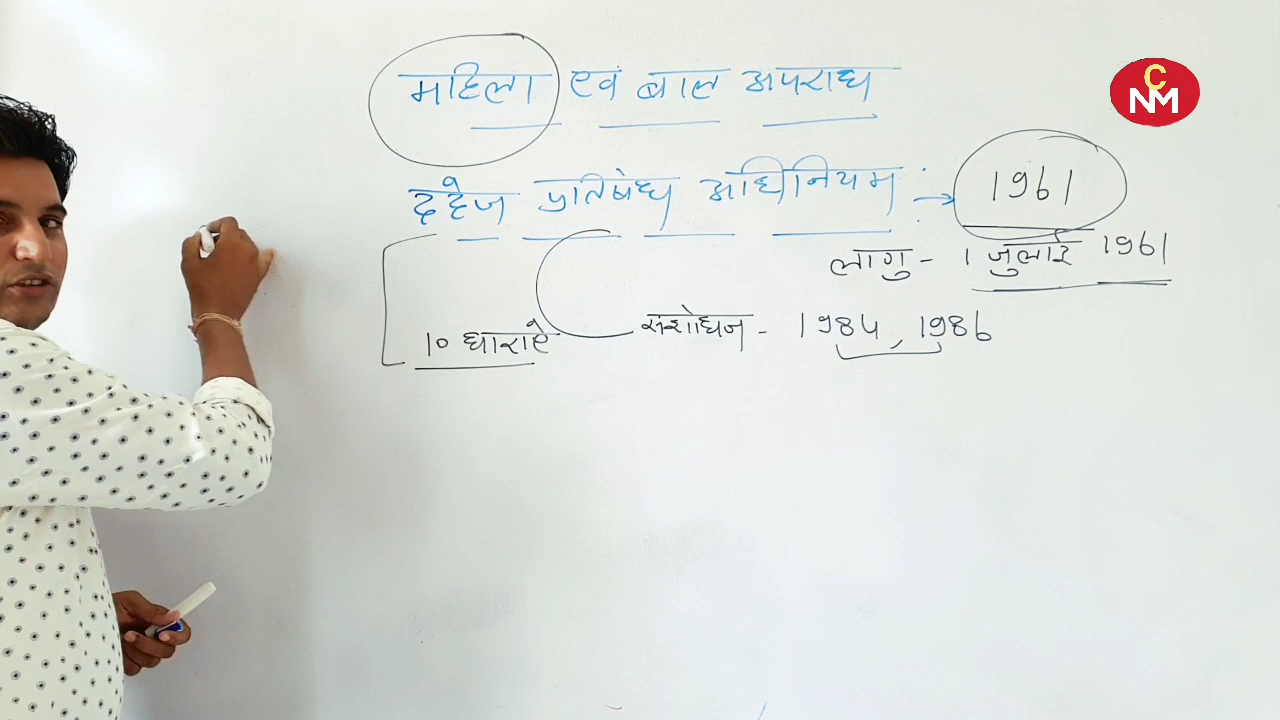 महिला एवं बाल अपराध
दहेज प्रतिषेध अधिनियम : → 1961
लागु - 1 जुलाई 1961
10 धाराऐ संशोधन - 1984, 1986
CNM